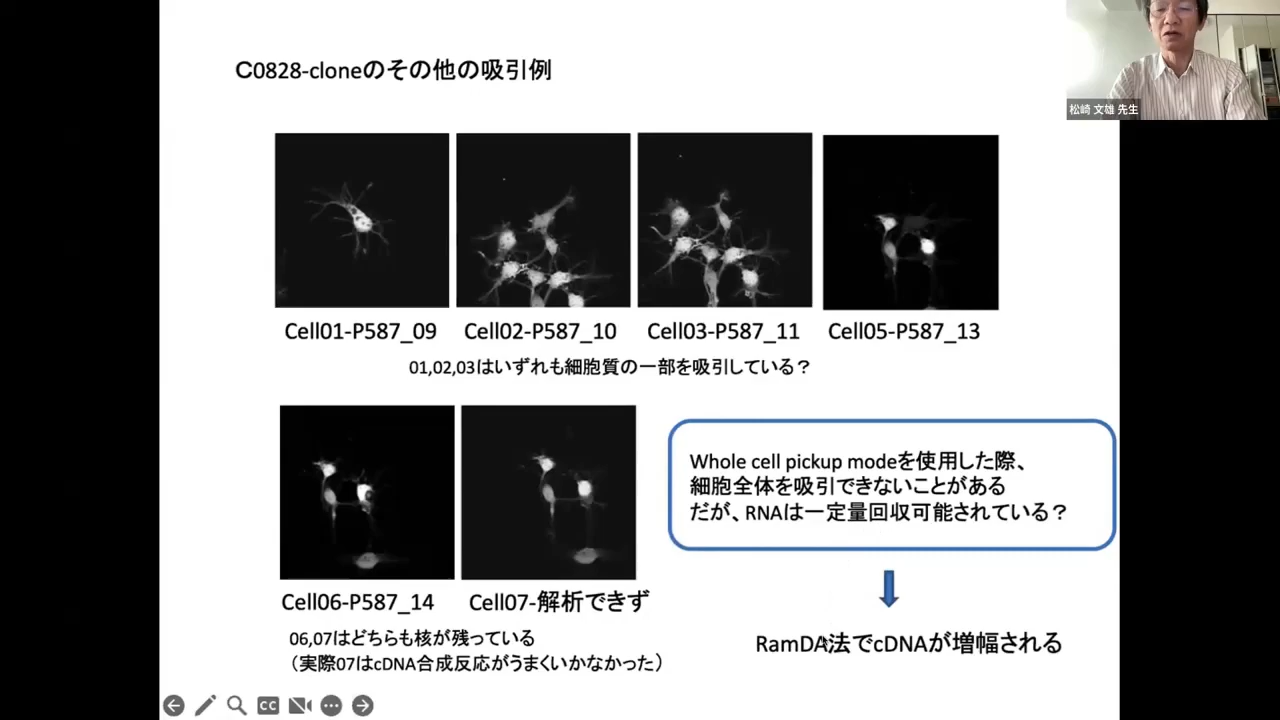 C0828-cloneのその他の吸引例
松崎 文雄 先生
Cell01-P587_09
Cell02-P587_10
Cell03-P587_11
Cell05-P587_13
01,02,03はいずれも細胞質の一部を吸引している？
Whole cell pickup modeを使用した際、
細胞全体を吸引できないことがある
だが、RNAは一定量回収可能されている？
Cell06-P587_14
Cell07-解析できず
06,07はどちらも核が残っている
（実際07はcDNA合成反応がうまくいかなかった）
RamDA法でcDNAが増幅される
CC